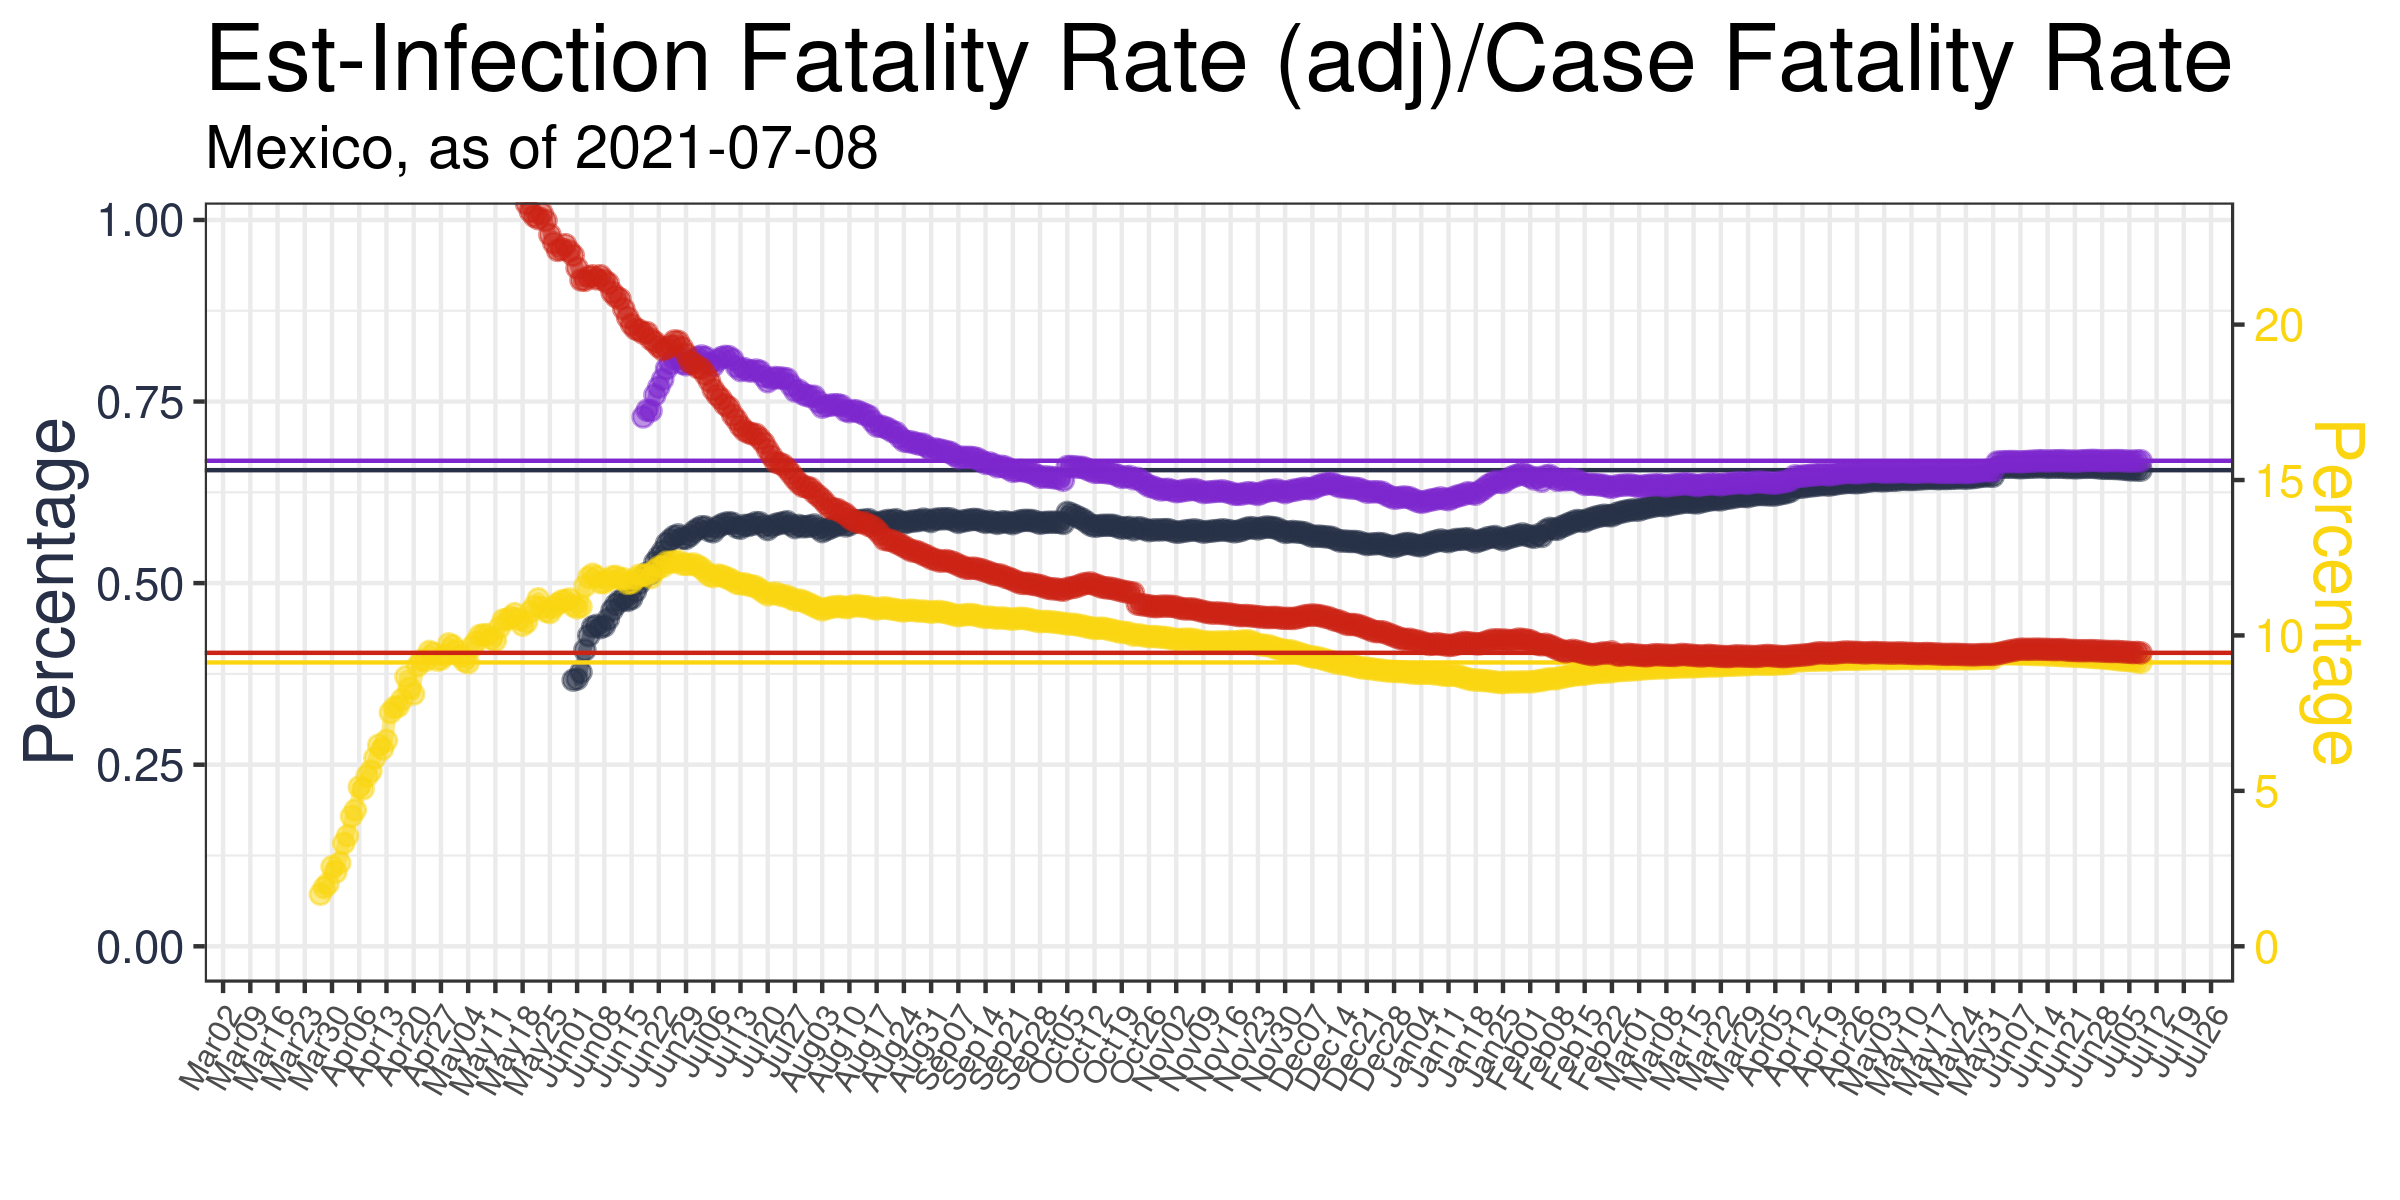 Est-Infection Fatality Rate (adj)/Case Fatality Rate
Mexico, as of 2021-07-08
Percentage
1.00
0.75
0.50
0.25
0.00
Percentage
20
15
10
5
0
Mar02
Mar09
Mar16
Mar23
Mar30
Apr06
Apr13
Apr20
Apr27
May04
May11
May18
May25
Jun01
Jun08
Jun15
Jun22
Jun29
Jul06
Jul13
Jul20
Jul27
Aug03
Aug10
Aug17
Aug24
Aug31
Sep07
Sep14
Sep21
Sep28
Oct05
Oct12
Oct19
Oct26
Nov02
Nov09
Nov16
Nov23
Nov30
Dec07
Dec14
Dec21
Dec28
Jan04
Jan11
Jan18
Jan25
Feb01
Feb08
Feb15
Feb22
Mar01
Mar08
Mar15
Mar22
Mar29
Apr05
Apr12
Apr19
Apr26
May03
May10
May17
May24
May31
Jun07
Jun14
Jun21
Jun28
Jul05
Jul12
Jul19
Jul26